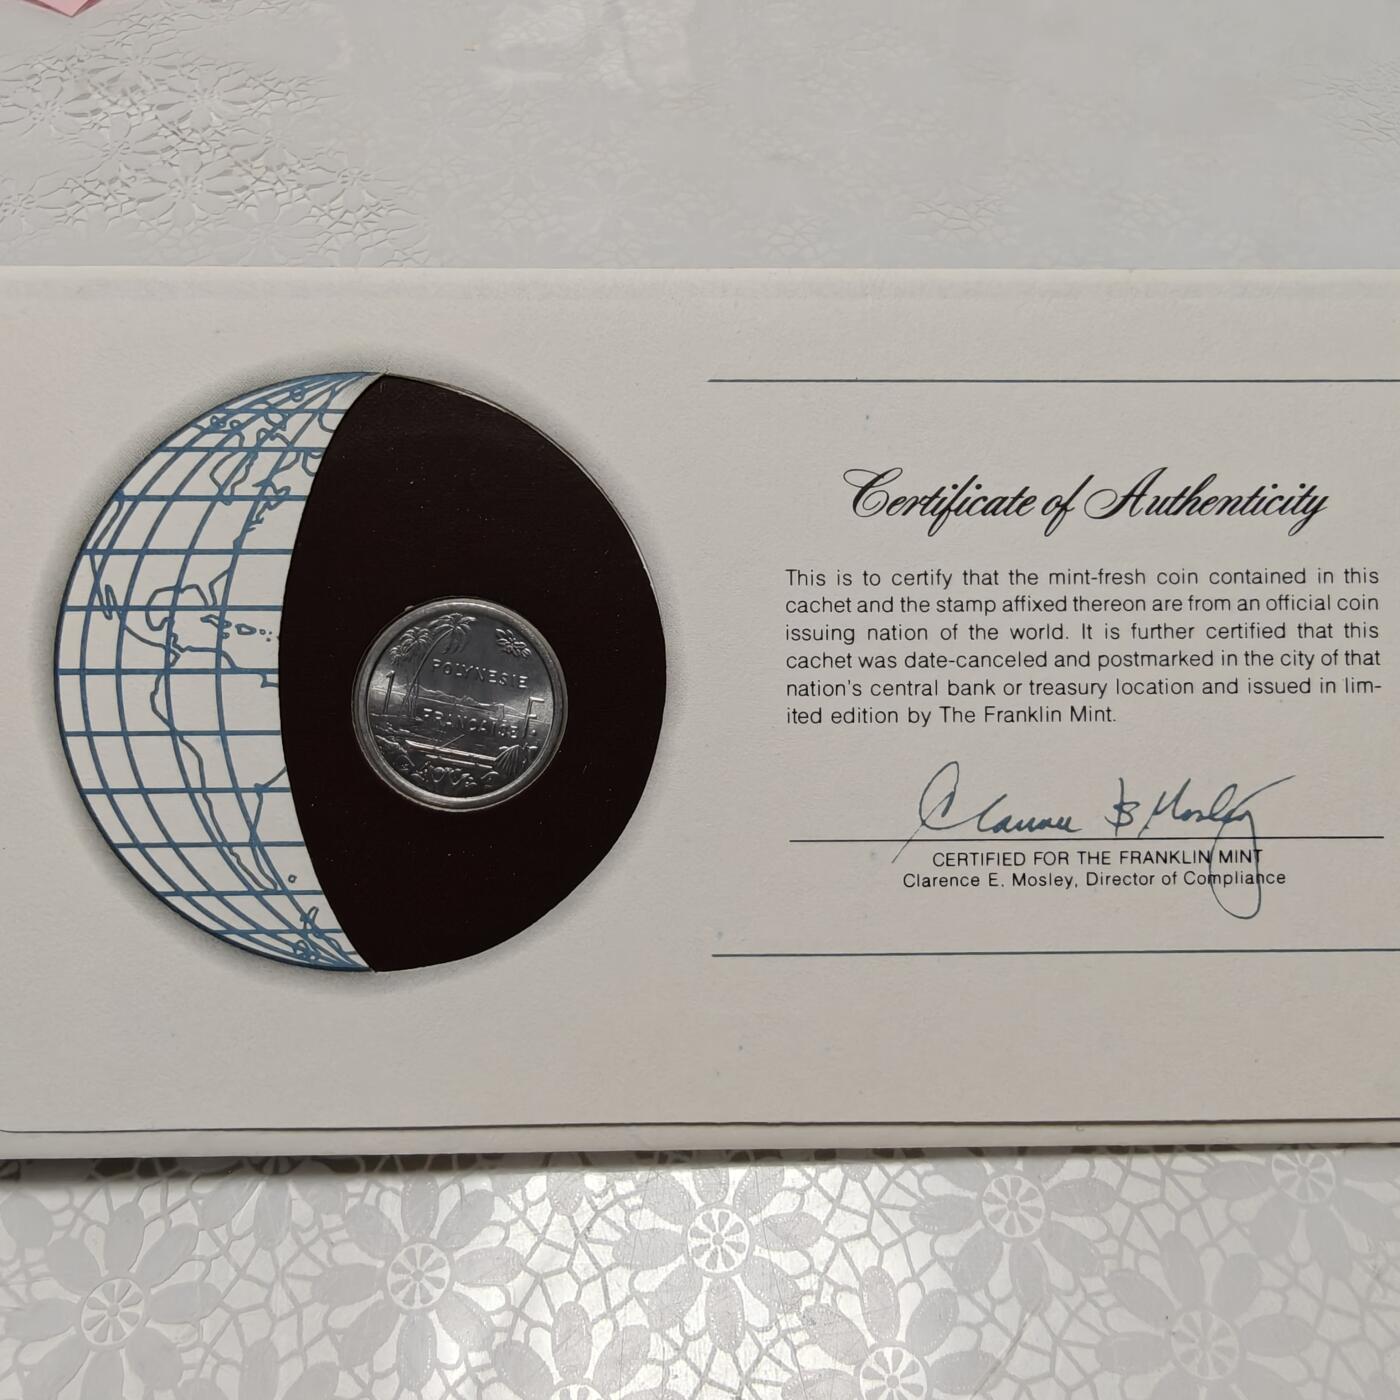 POLYNESIE
1 F
FRANCAISE
Certificate of Authenticity
This is to certify that the mint-fresh coin contained in this
cachet and the stamp affixed thereon are from an official coin
issuing nation of the world. It is further certified that this
cachet was date-canceled and postmarked in the city of that
nation's central bank or treasury location and issued in lim-
ited edition by The Franklin Mint.
Clarence E Mosley
CERTIFIED FOR THE FRANKLIN MINT
Clarence E. Mosley, Director of Compliance